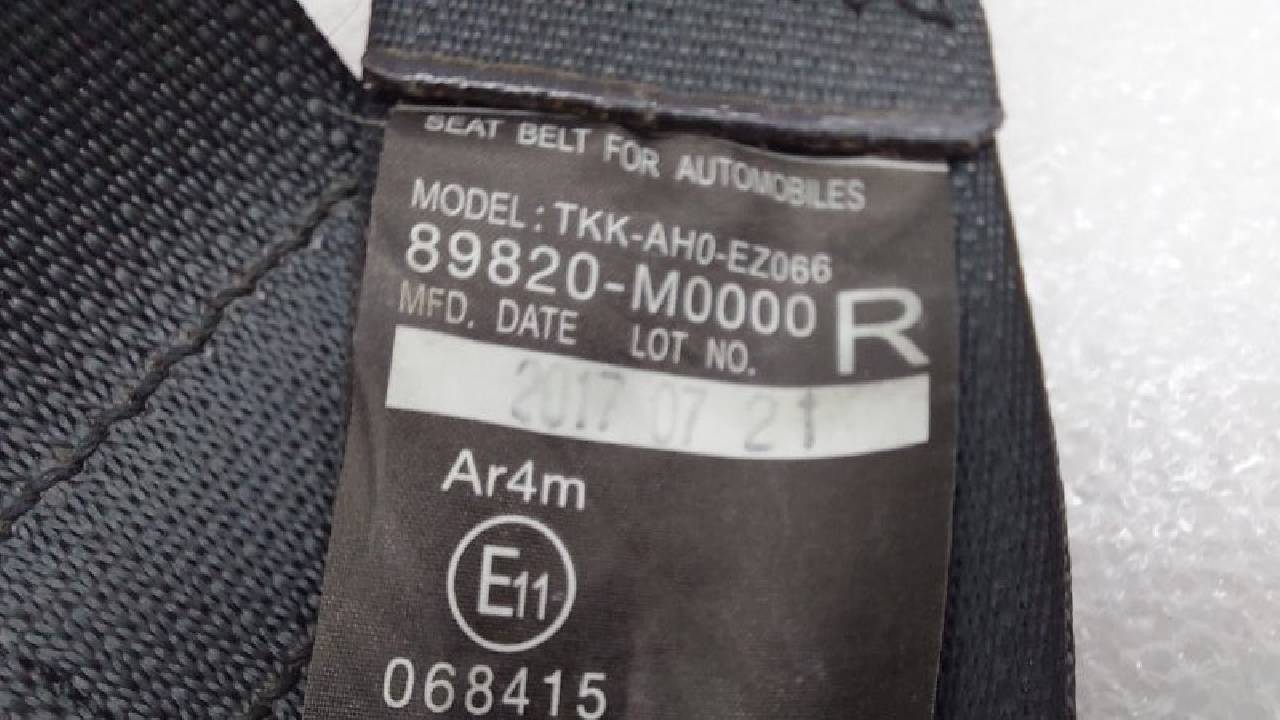 SEAT BELT FOR AUTOMOBILES
MODEL : TKK-AH0-EZ066
89820-M0000 R
MFD. DATE LOT NO.
2017 07 21
Ar4m
E11
068415